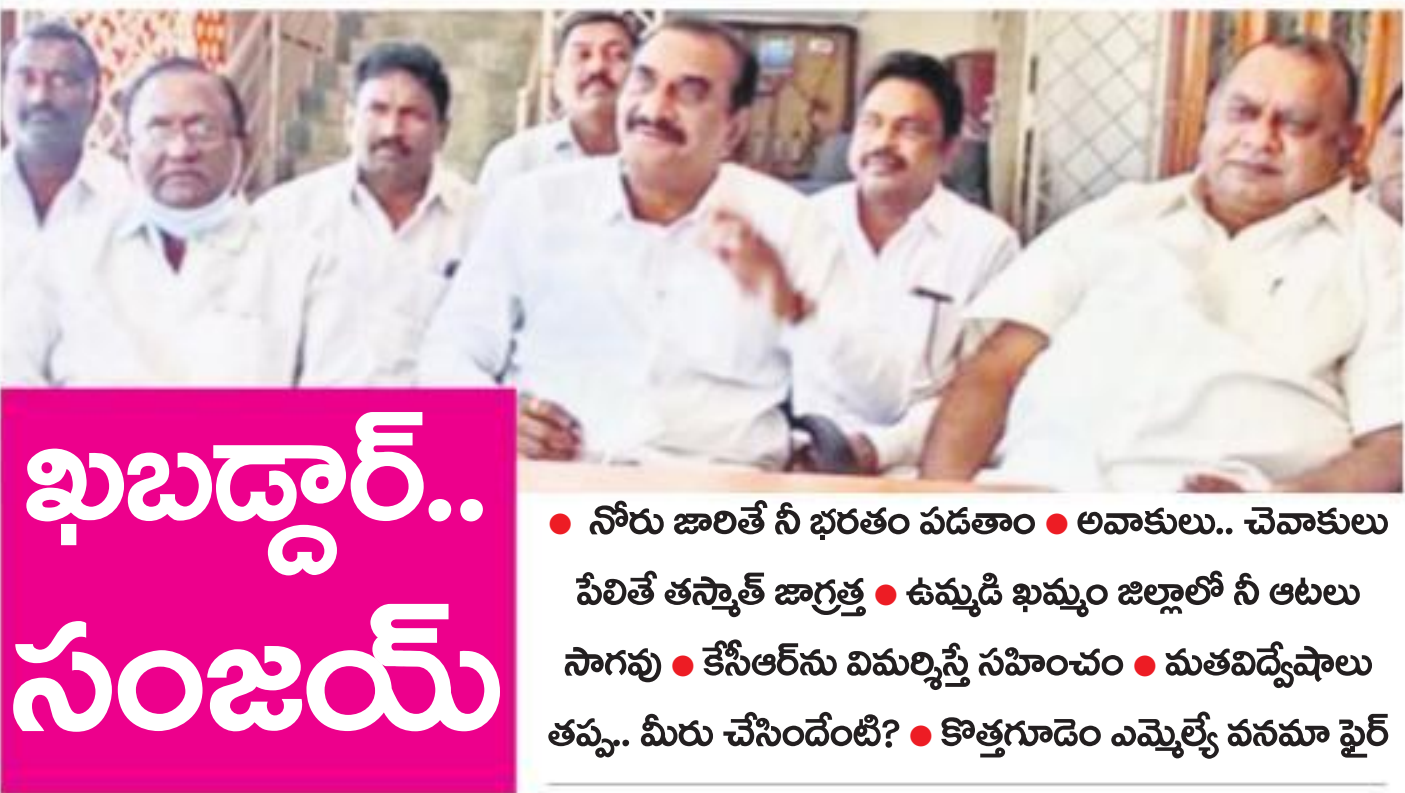 ఖబడ్దార్..
సంజయ్
● నోరు జారితే నీ భరతం పడతాం ● అవాకులు.. చెవాకులు
పేలితే తస్మాత్ జాగ్రత్త ● ఉమ్మడి ఖమ్మం జిల్లాలో నీ ఆటలు
సాగవు ● కేసీఆర్‌ను విమర్శిస్తే సహించం ● మతవిద్వేషాలు
తప్ప.. మీరు చేసిందేంటి? ● కొత్తగూడెం ఎమ్మెల్యే వనమా ఫైర్